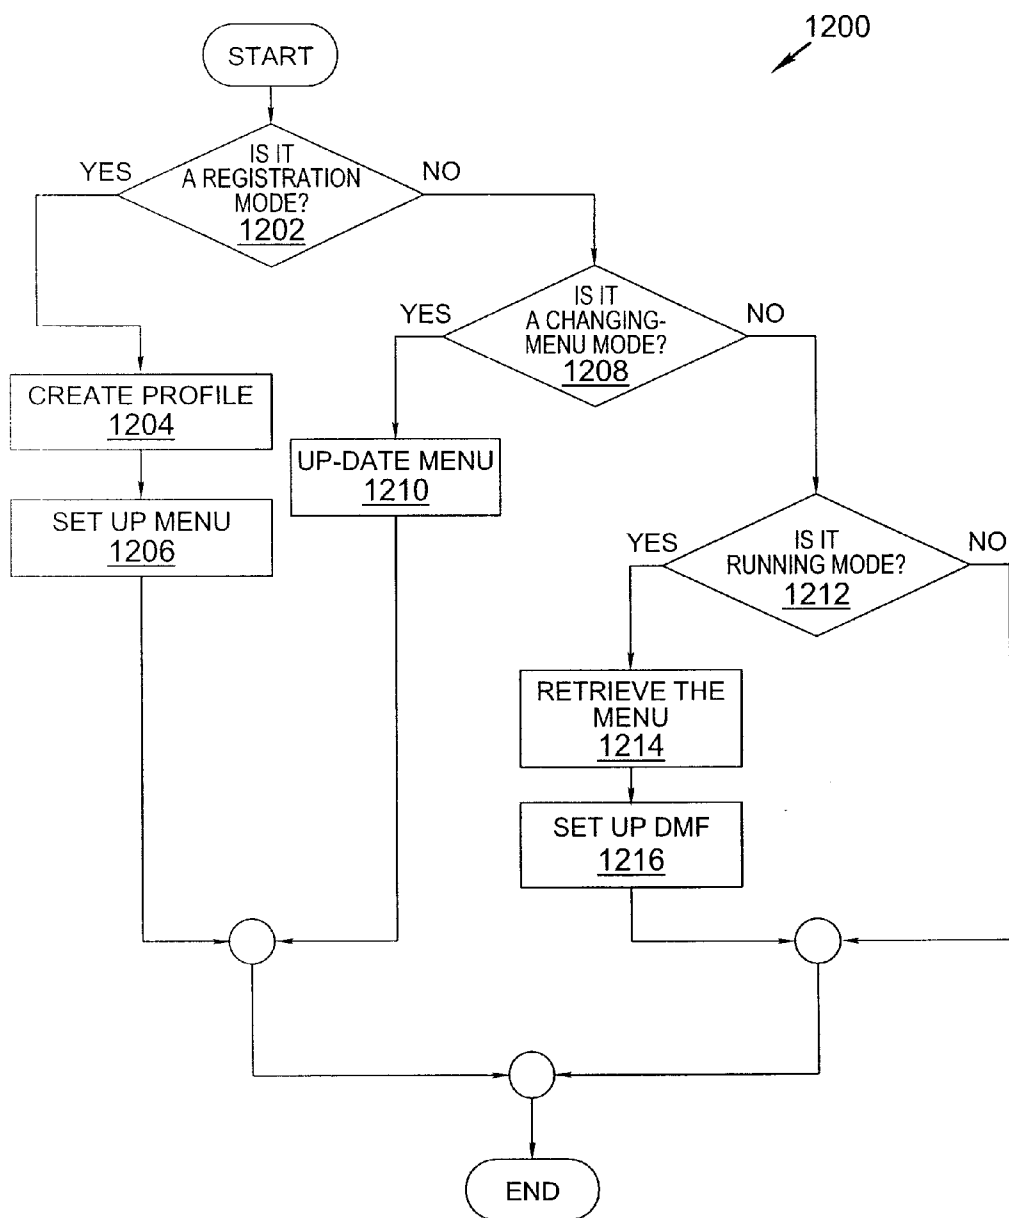 1200
START
IS IT
A REGISTRATION
MODE?
1202
YES
NO
IS IT
A CHANGING-
MENU MODE?
1208
YES
NO
CREATE PROFILE
1204
SET UP MENU
1206
UP-DATE MENU
1210
IS IT
RUNNING MODE?
1212
YES
NO
RETRIEVE THE
MENU
1214
SET UP DMF
1216
END